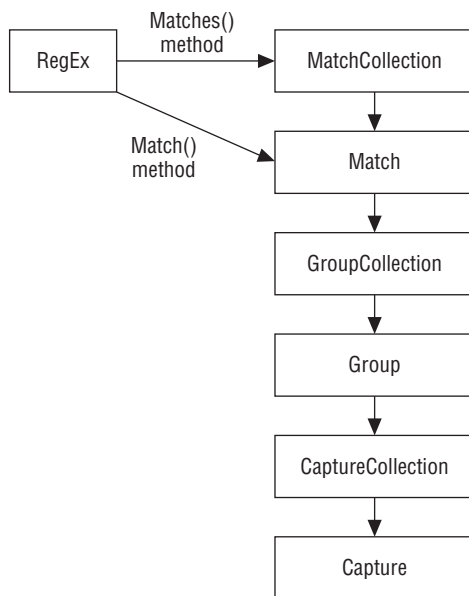 Matches()
method
RegEx
MatchCollection
Match()
method
Match
GroupCollection
Group
CaptureCollection
Capture